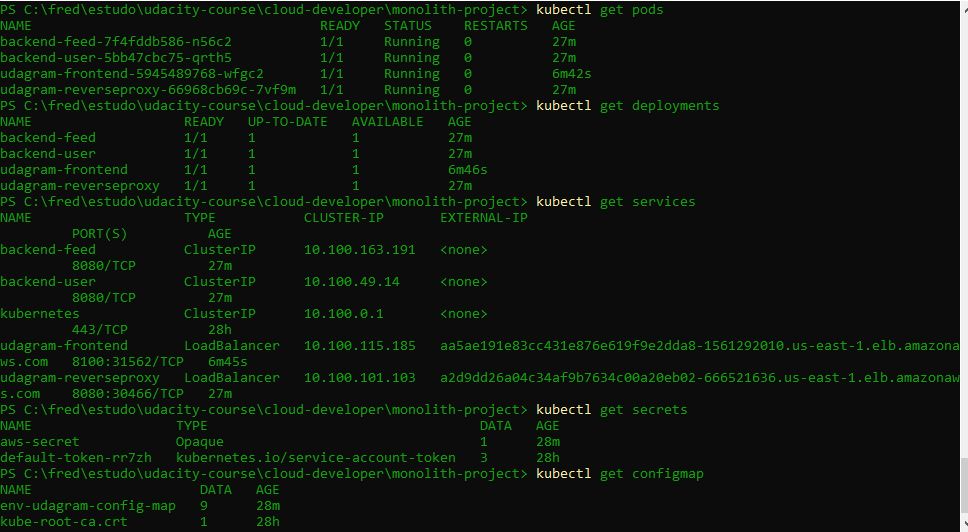 PS C:\fred\estudo\udacity-course\cloud-developer\monolith-project> kubectl get pods
NAME                                    READY   STATUS    RESTARTS   AGE
backend-feed-7f4fddb586-n56c2           1/1     Running   0          27m
backend-user-5bb47cbc75-qrth5           1/1     Running   0          27m
udagram-frontend-5945489768-wfgc2       1/1     Running   0          6m42s
udagram-reverseproxy-66968cb69c-7vf9m   1/1     Running   0          27m
PS C:\fred\estudo\udacity-course\cloud-developer\monolith-project> kubectl get deployments
NAME                   READY   UP-TO-DATE   AVAILABLE   AGE
backend-feed           1/1     1            1           27m
backend-user           1/1     1            1           27m
udagram-frontend       1/1     1            1           6m46s
udagram-reverseproxy   1/1     1            1           27m
PS C:\fred\estudo\udacity-course\cloud-developer\monolith-project> kubectl get services
NAME                   TYPE           CLUSTER-IP       EXTERNAL-IP
         PORT(S)          AGE
backend-feed           ClusterIP      10.100.163.191   <none>
         8080/TCP         27m
backend-user           ClusterIP      10.100.49.14     <none>
         8080/TCP         27m
kubernetes             ClusterIP      10.100.0.1       <none>
         443/TCP          28h
udagram-frontend       LoadBalancer   10.100.115.185   aa5ae191e83cc431e876e619f9e2dda8-1561292010.us-east-1.elb.amazona
ws.com   8100:31562/TCP   6m45s
udagram-reverseproxy   LoadBalancer   10.100.101.103   a2d9dd26a04c34af9b7634c00a20eb02-666521636.us-east-1.elb.amazonaw
s.com   8080:30466/TCP   27m
PS C:\fred\estudo\udacity-course\cloud-developer\monolith-project> kubectl get secrets
NAME                  TYPE                                  DATA   AGE
aws-secret            Opaque                                1      28m
default-token-rr7zh   kubernetes.io/service-account-token   3      28h
PS C:\fred\estudo\udacity-course\cloud-developer\monolith-project> kubectl get configmap
NAME                     DATA   AGE
env-udagram-config-map   9      28m
kube-root-ca.crt         1      28h